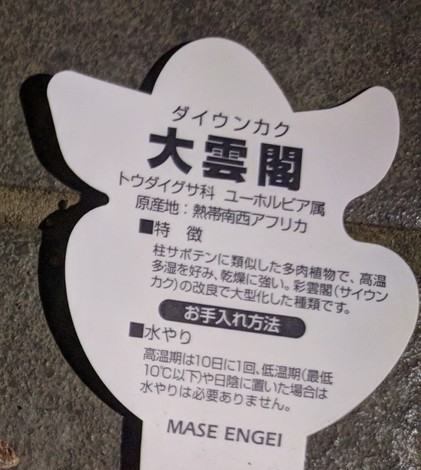 ダイウンカク
大雲閣
トウダイグサ科 ユーホルビア属
原産地：熱帯南西アフリカ
■特 徴
柱サボテンに類似した多肉植物で、高温
多湿を好み、乾燥に強い。彩雲閣(サイウン
カク)の改良で大型化した種類です。
お手入れ方法
■水やり
高温期は10日に1回、低温期(最低
10℃以下)や日陰に置いた場合は
水やりは必要ありません。
MASE ENGEI